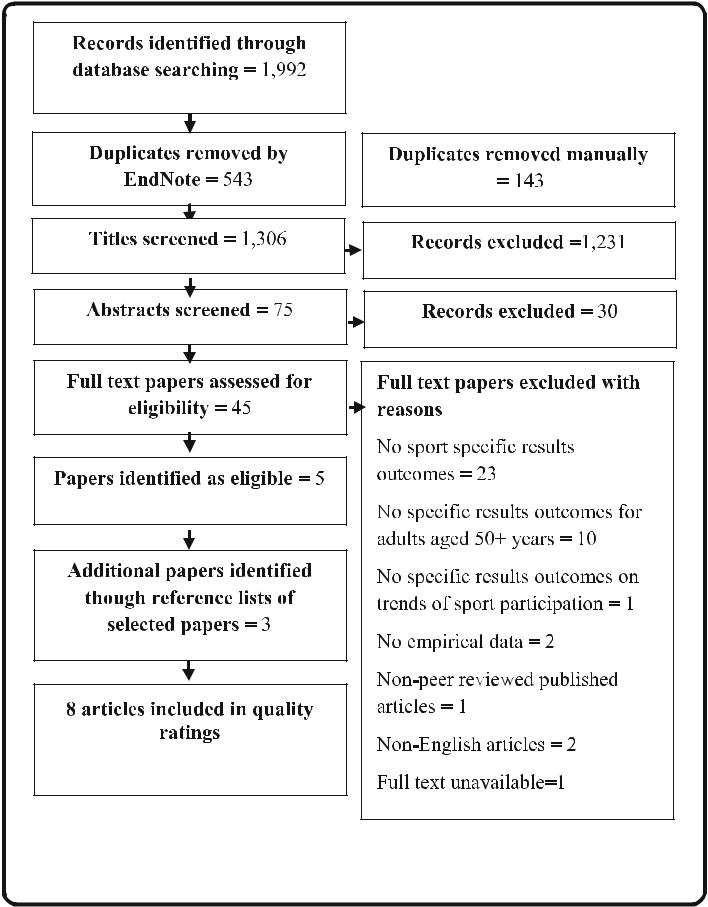 Records identified through
database searching = 1,992
Duplicates removed by
EndNote = 543
Duplicates removed manually
= 143
Titles screened = 1,306
Records excluded =1,231
Abstracts screened = 75
Records excluded = 30
Full text papers assessed for
eligibility = 45
Full text papers excluded with
reasons
No sport specific results
outcomes = 23
No specific results outcomes for
adults aged 50+ years = 10
No specific results outcomes on
trends of sport participation = 1
No empirical data = 2
Non-peer reviewed published
articles = 1
Non-English articles = 2
Full text unavailable=1
Papers identified as eligible = 5
Additional papers identified
though reference lists of
selected papers = 3
8 articles included in quality
ratings